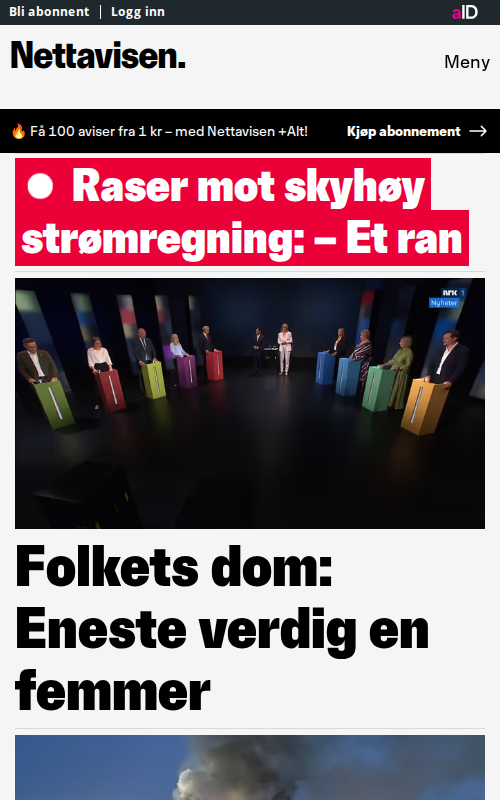 Bli abonnent | Logg inn
aID
Nettavisen.
Meny
🔥 Få 100 aviser fra 1 kr – med Nettavisen +Alt!
Kjøp abonnement →
Raser mot skyhøy
strømregning: – Et ran
NRK 1
Nyheter
Folkets dom:
Eneste verdig en
femmer